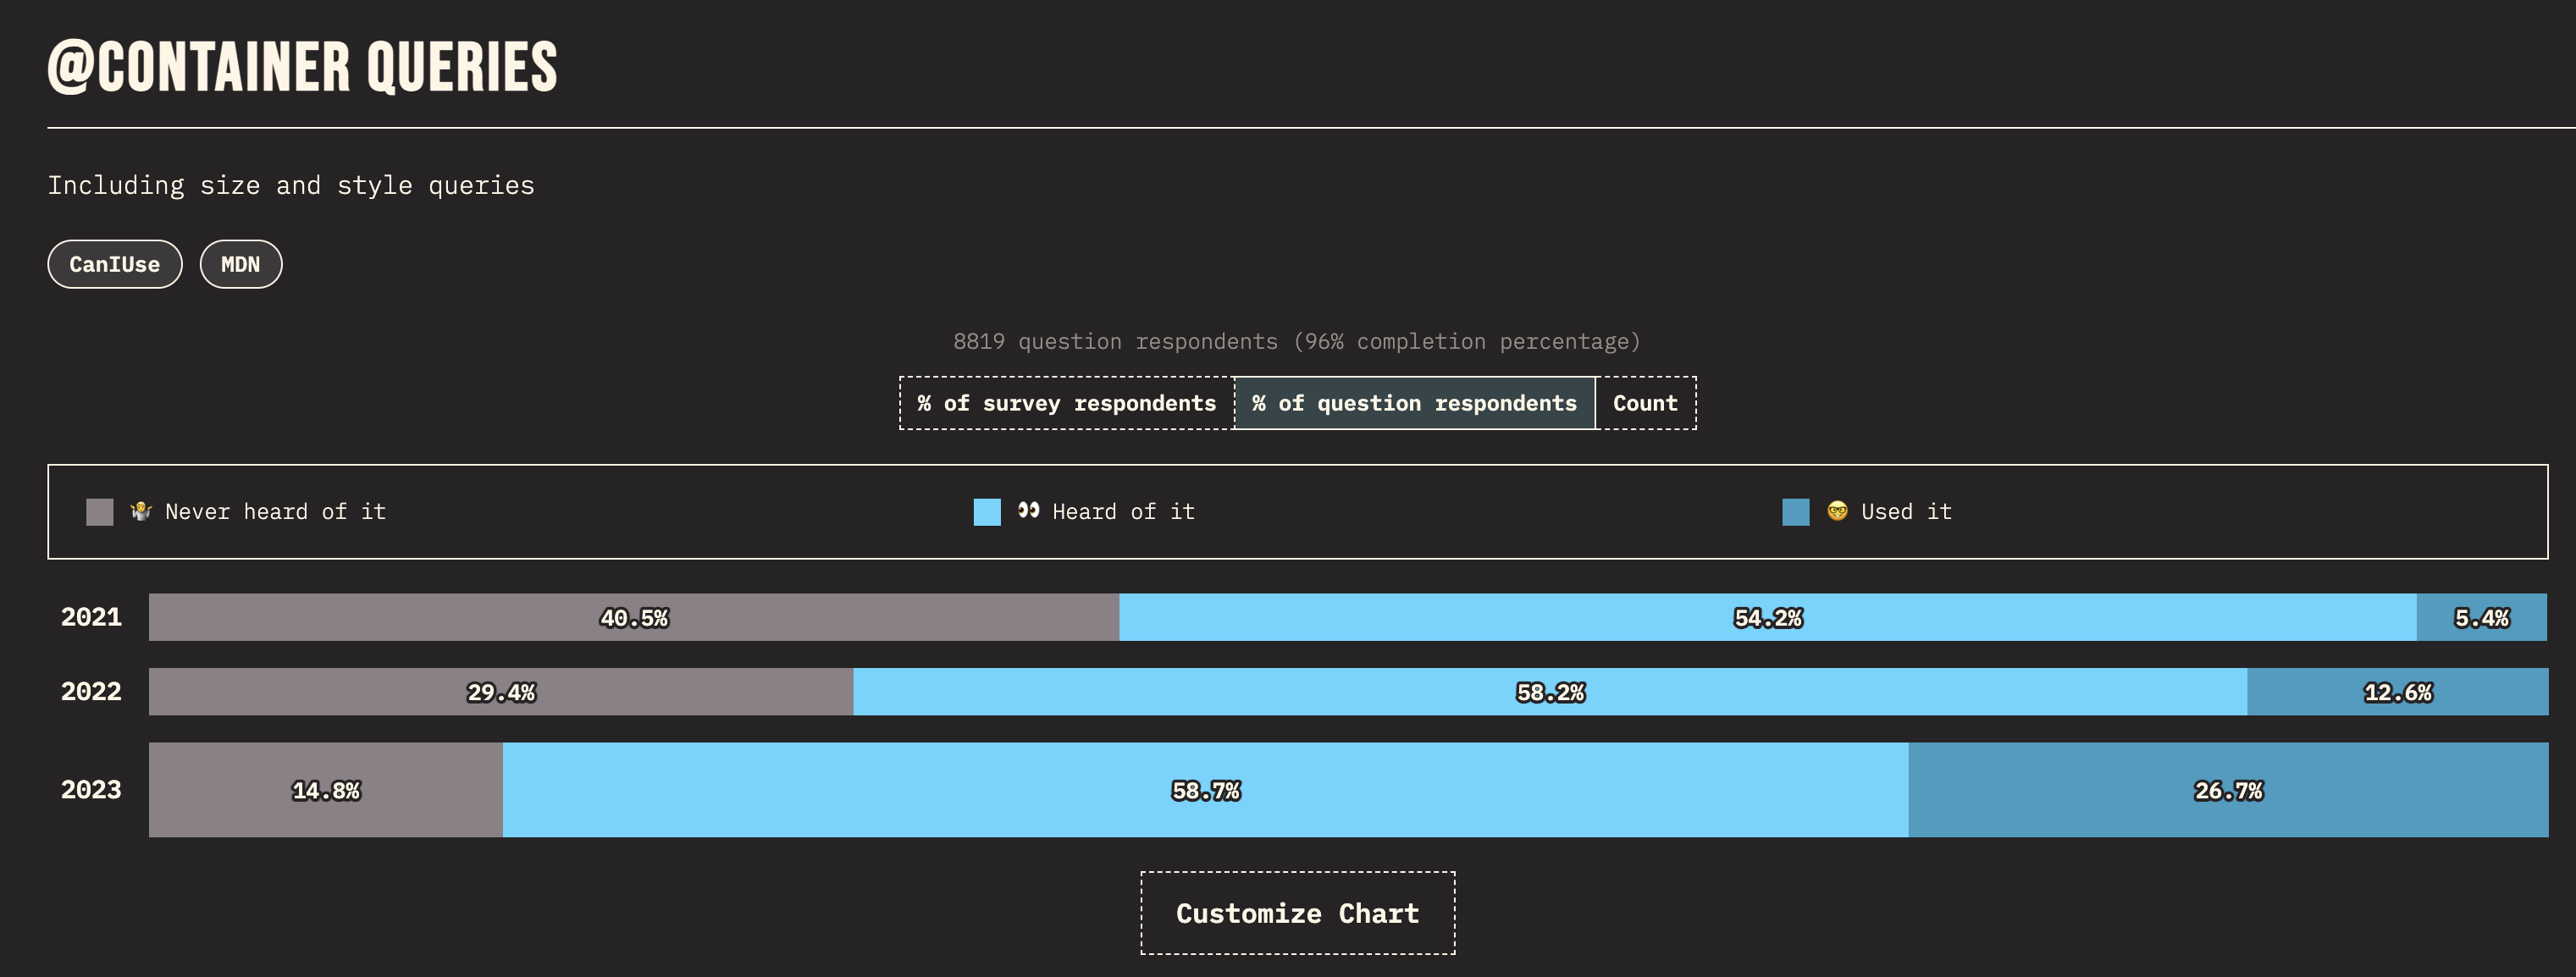 @CONTAINER QUERIES
Including size and style queries
CanIUse MDN
8819 question respondents (96% completion percentage)
% of survey respondents % of question respondents Count
🤷 Never heard of it 👀 Heard of it 🤓 Used it
2021 40.5% 54.2% 5.4%
2022 29.4% 58.2% 12.6%
2023 14.8% 58.7% 26.7%
Customize Chart